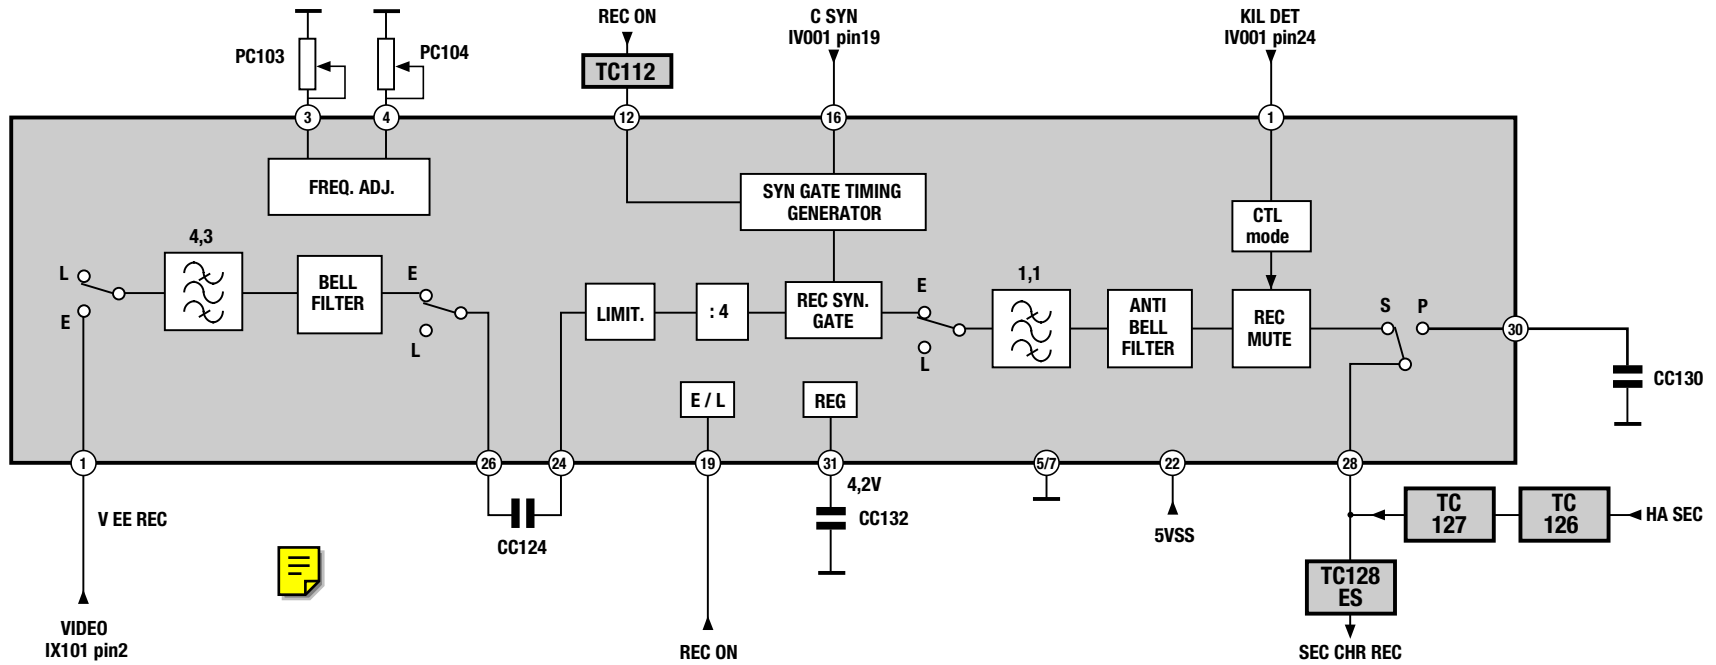 REC ON
C SYN
IV001 pin19
KIL DET
IV001 pin24
PC103
PC104
TC112
3
4
12
16
1
FREQ. ADJ.
SYN GATE TIMING
GENERATOR
CTL
mode
4,3
L
E
BELL
FILTER
E
L
LIMIT.
: 4
REC SYN.
GATE
E
L
1,1
ANTI
BELL
FILTER
REC
MUTE
S
P
30
CC130
E / L
REG
1
26
24
19
31
5/7
22
28
V EE REC
CC124
4,2V
CC132
5VSS
TC
127
TC
126
HA SEC
TC128
ES
VIDEO
IX101 pin2
REC ON
SEC CHR REC